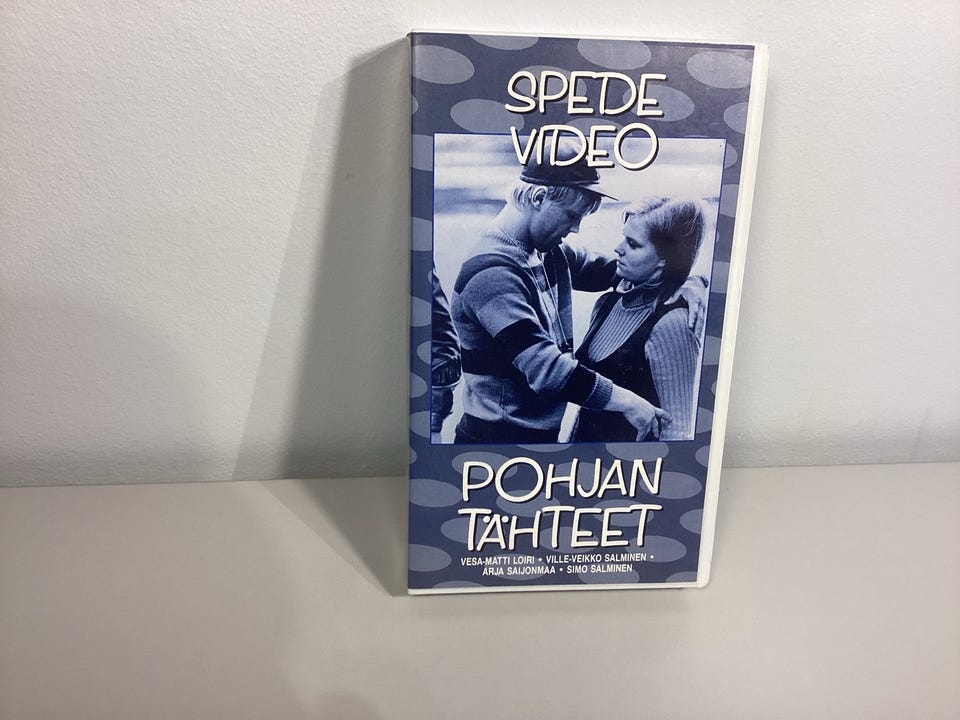 SPEDE
VIDEO
POHJAN
TÄHTEET
VESA-MATTI LOIRI • VILLE-VEIKKO SALMINEN •
ARJA SAIJONMAA • SIMO SALMINEN